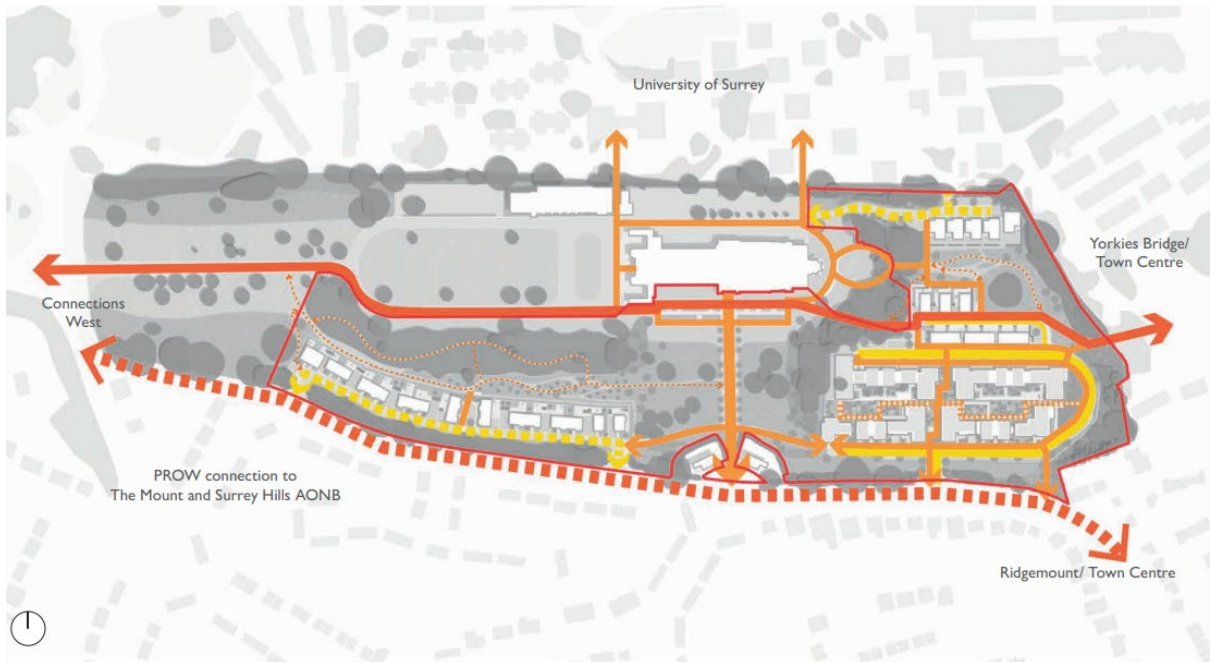 University of Surrey
Yorkies Bridge/
Town Centre
Connections
West
PROW connection to
The Mount and Surrey Hills AONB
Ridgemount/ Town Centre